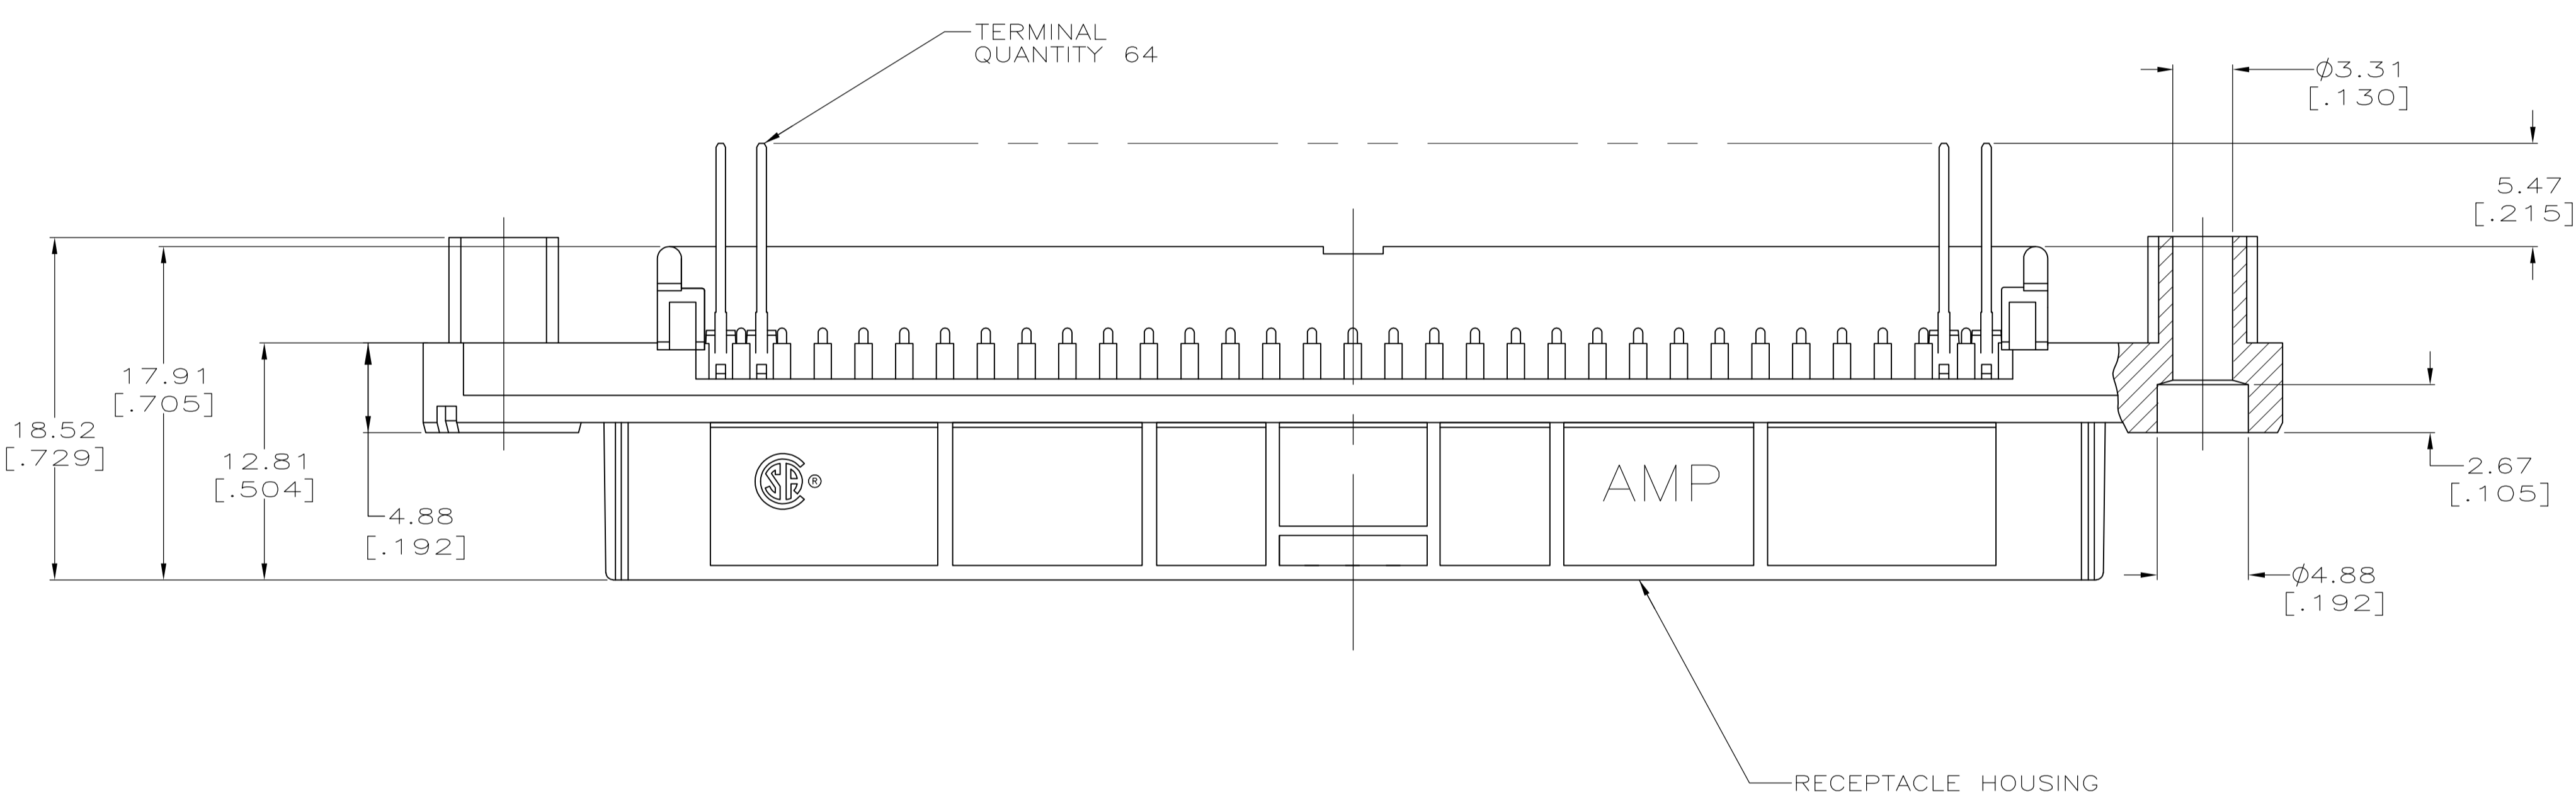 TERMINAL
QUANTITY 64
Ø3.31
[.130]
5.47
[.215]
17.91
[.705]
18.52
[.729]
12.81
[.504]
4.88
[.192]
CSA ®
AMP
2.67
[.105]
Ø4.88
[.192]
RECEPTACLE HOUSING